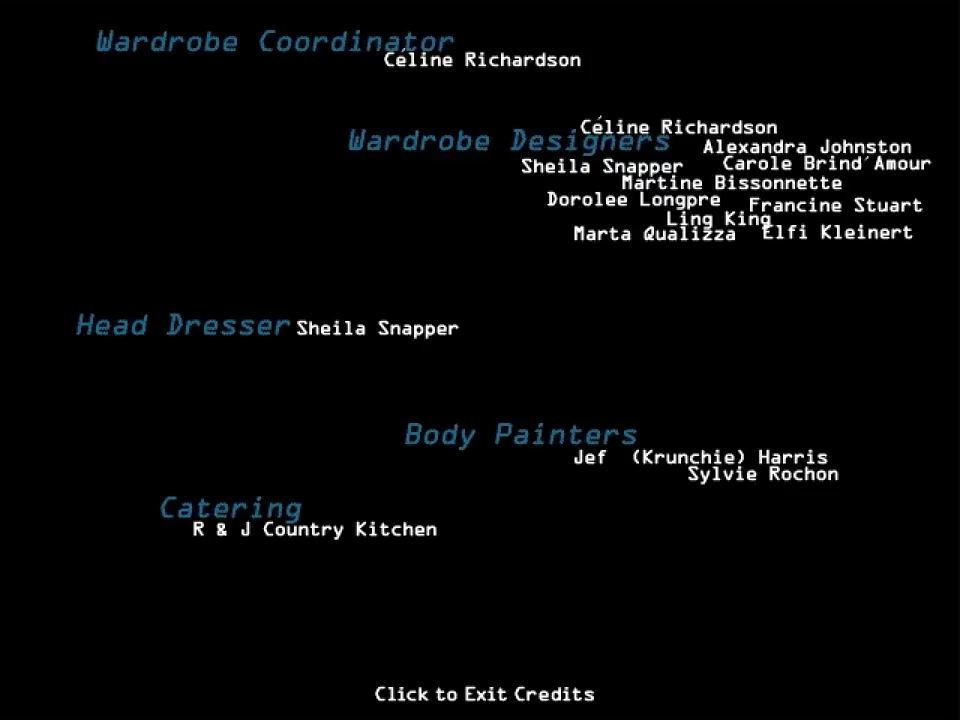 Wardrobe Coordinator
Céline Richardson
Wardrobe Designers
Céline Richardson
Alexandra Johnston
Sheila Snapper
Carole Brind´Amour
Martine Bissonnette
Dorolee Longpre
Francine Stuart
Ling King
Marta Qualizza
Elfi Kleinert
Head Dresser
Sheila Snapper
Body Painters
Jef (Krunchie) Harris
Sylvie Rochon
Catering
R & J Country Kitchen
Click to Exit Credits